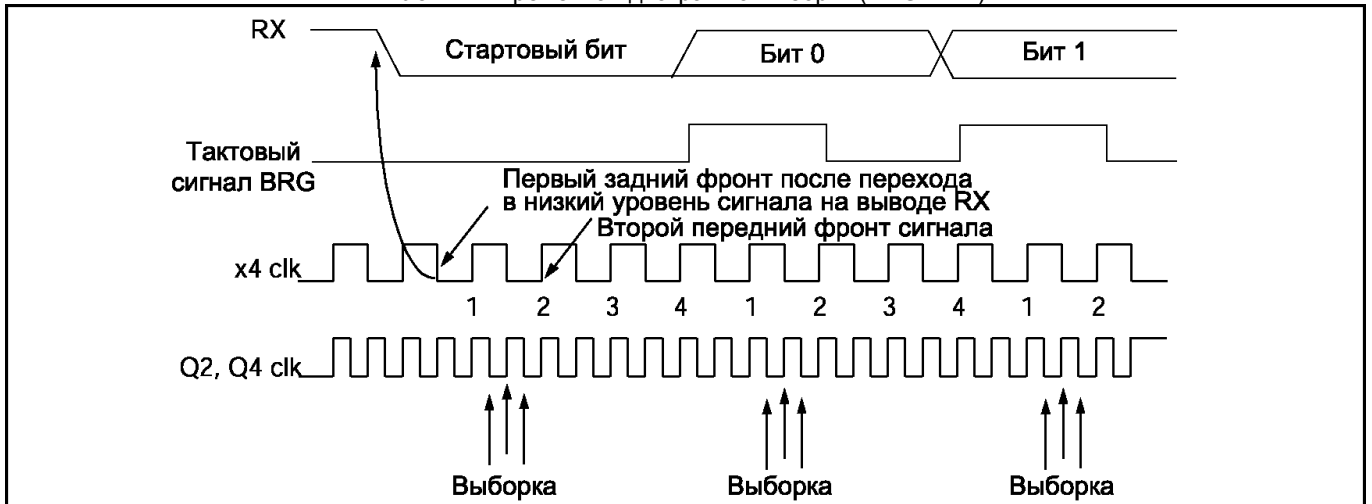 RX
Стартовый бит
Бит 0
Бит 1
Тактовый
сигнал BRG
Первый задний фронт после перехода
в низкий уровень сигнала на выводе RX
Второй передний фронт сигнала
x4 clk
1 2 3 4 1 2 3 4 1 2
Q2, Q4 clk
Выборка Выборка Выборка